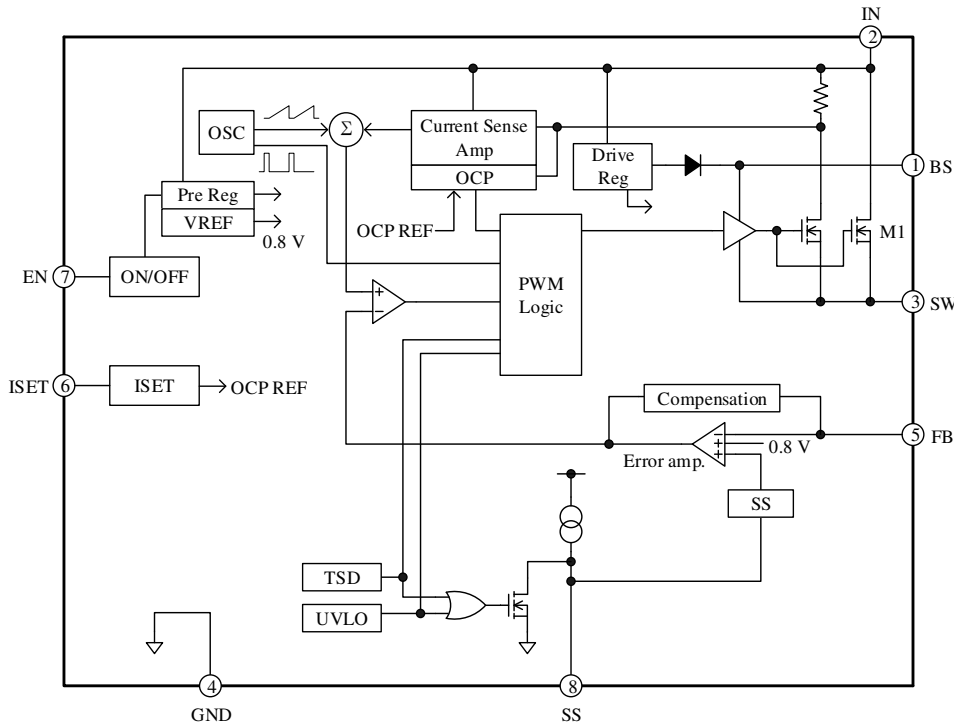 IN
2
OSC
Σ
Current Sense
Amp
OCP
Drive
Reg
1
BS
Pre Reg
VREF
0.8 V
OCP REF
M1
EN
7
ON/OFF
PWM
Logic
3
SW
ISET
6
ISET
OCP REF
Compensation
5
FB
0.8 V
Error amp.
SS
TSD
UVLO
4
GND
8
SS